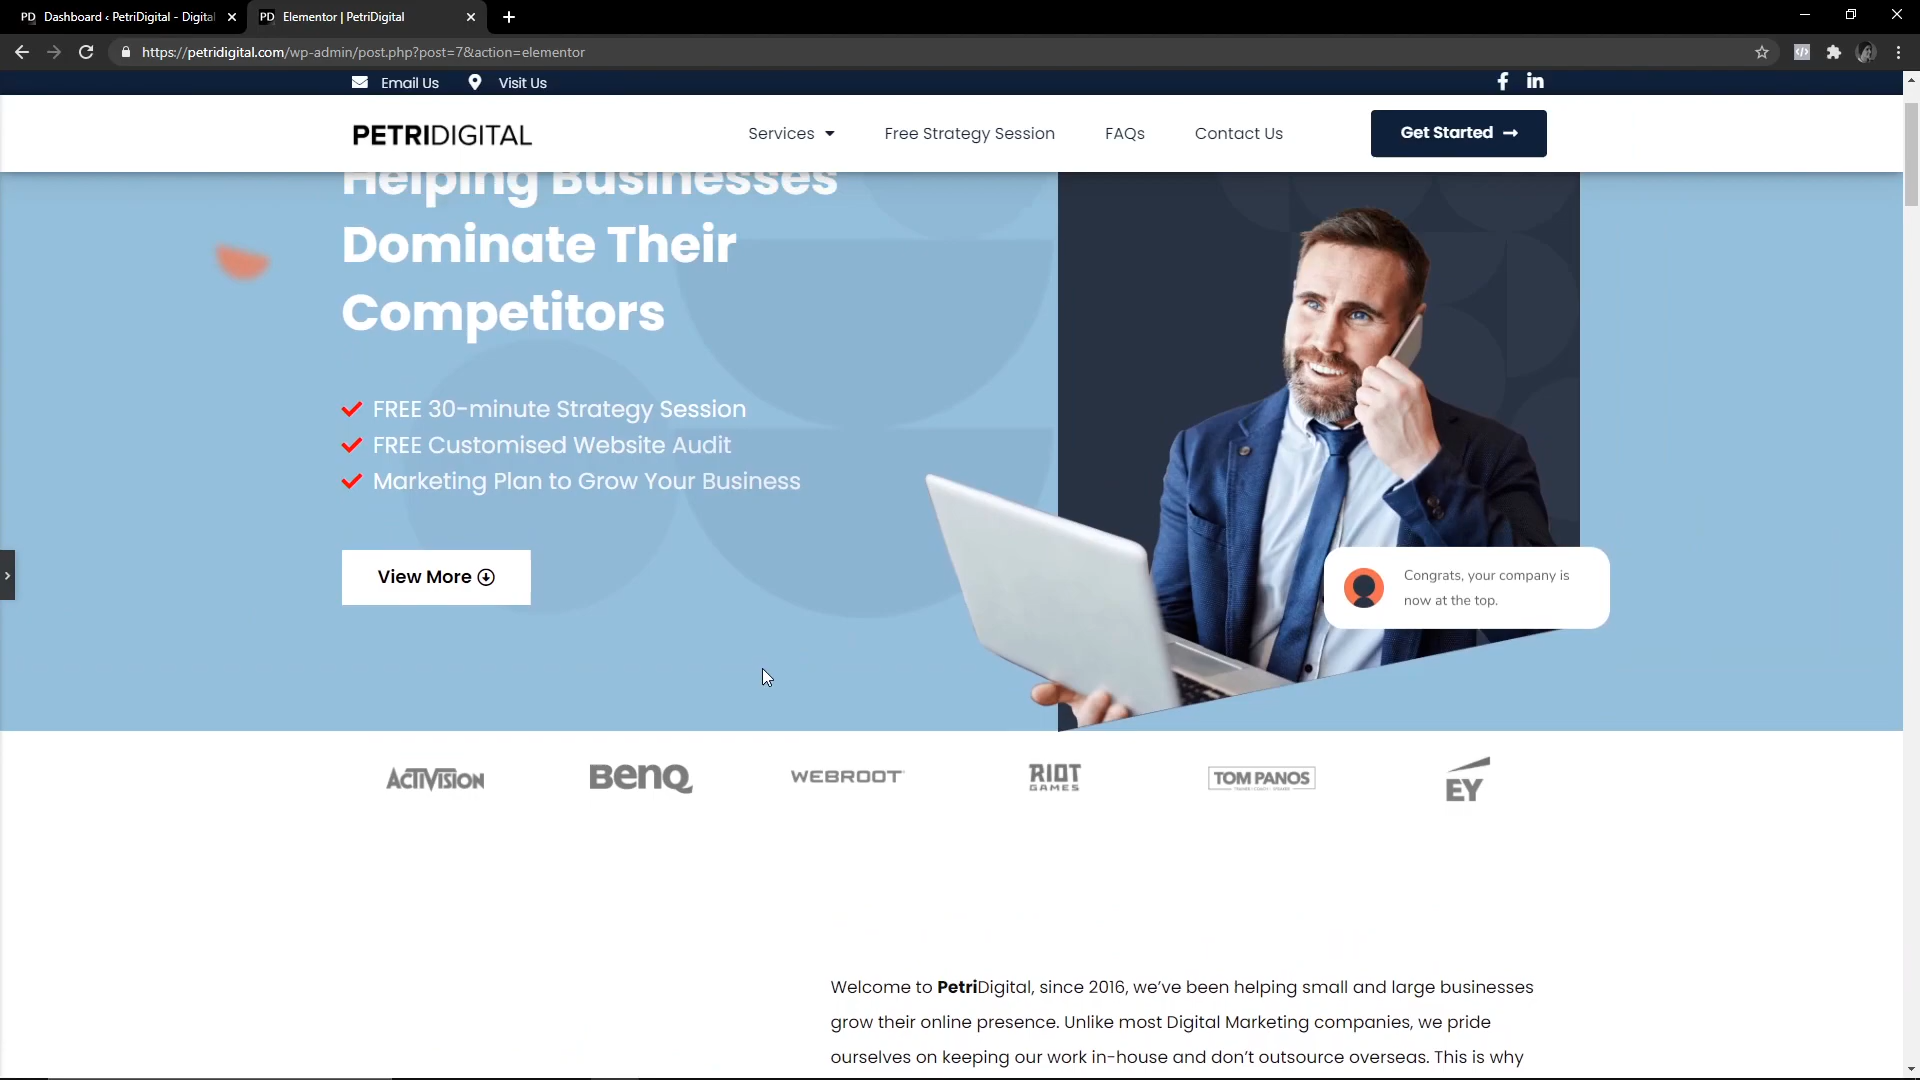 PD Dashboard ‹ PetriDigital - Digital
PD Elementor | PetriDigital
https://petridigital.com/wp-admin/post.php?post=7&action=elementor
Email Us
Visit Us
PETRIDIGITAL
Services
Free Strategy Session
FAQs
Contact Us
Get Started
Helping Businesses
Dominate Their
Competitors
FREE 30-minute Strategy Session
FREE Customised Website Audit
Marketing Plan to Grow Your Business
View More
Congrats, your company is
now at the top.
ACTIVISION
BenQ
WEBROOT
RIOT
GAMES
TOM PANOS
EY
Welcome to PetriDigital, since 2016, we’ve been helping small and large businesses
grow their online presence. Unlike most Digital Marketing companies, we pride
ourselves on keeping our work in-house and don’t outsource overseas. This is why